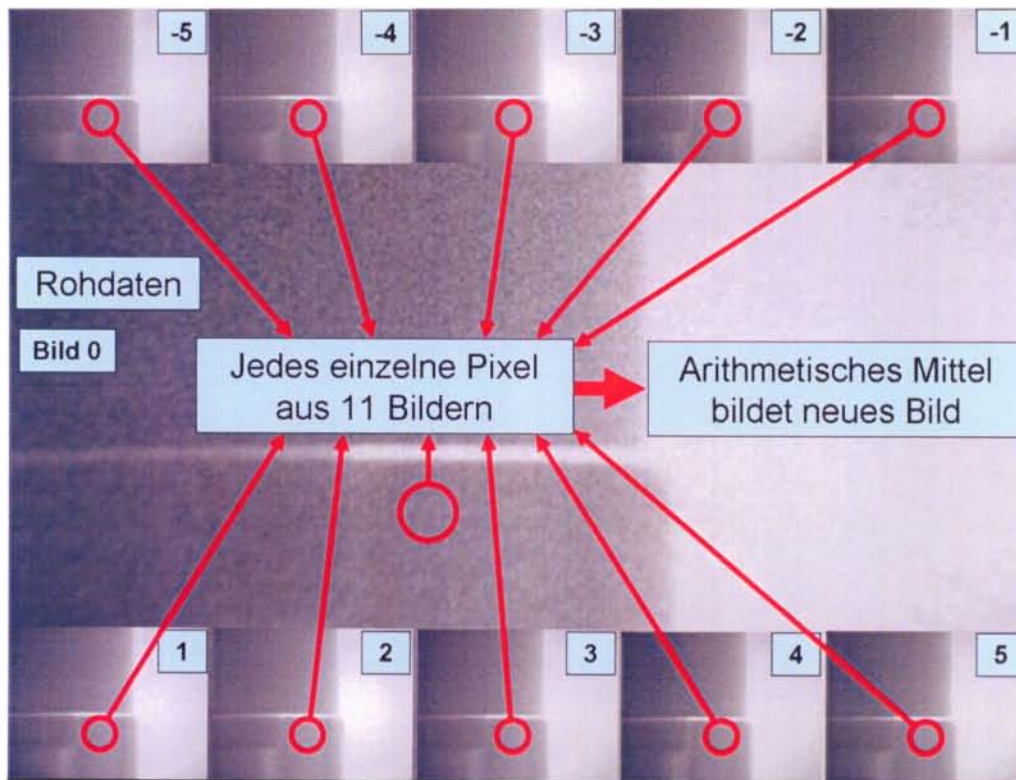 -5
-4
-3
-2
-1
Rohdaten
Bild 0
Jedes einzelne Pixel
aus 11 Bildern
Arithmetisches Mittel
bildet neues Bild
1
2
3
4
5